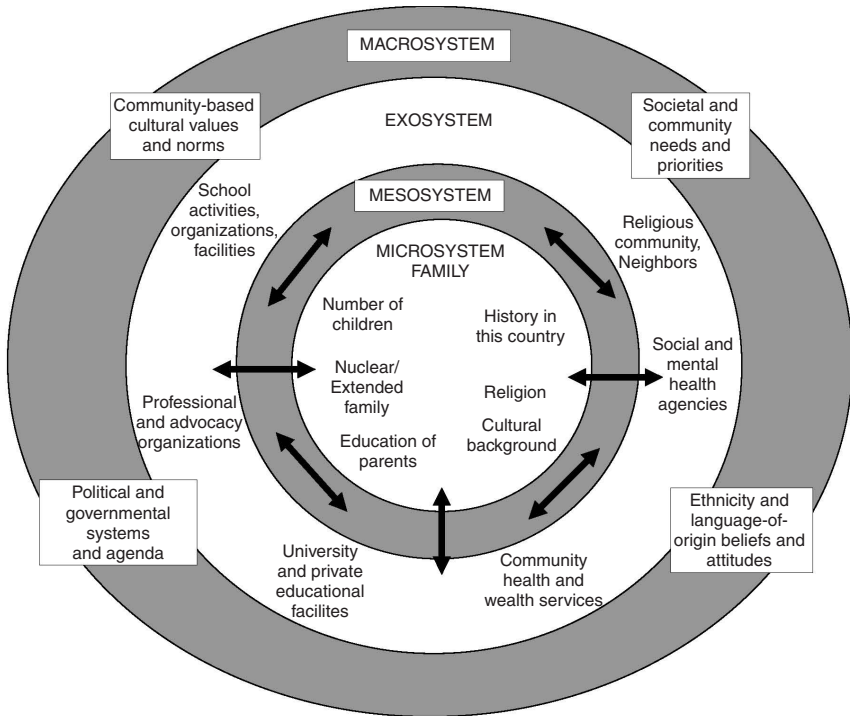 MACROSYSTEM
Community-based
cultural values
and norms
Societal and
community
needs and
priorities
EXOSYSTEM
School
activities,
organizations,
facilities
MESOSYSTEM
Religious
community,
Neighbors
MICROSYSTEM
FAMILY
Number of
children
History in
this country
Nuclear/
Extended
family
Religion
Social and
mental
health
agencies
Professional
and advocacy
organizations
Education of
parents
Cultural
background
Political and
governmental
systems
and agenda
Ethnicity and
language-of-
origin beliefs and
attitudes
University
and private
educational
facilites
Community
health and
wealth services